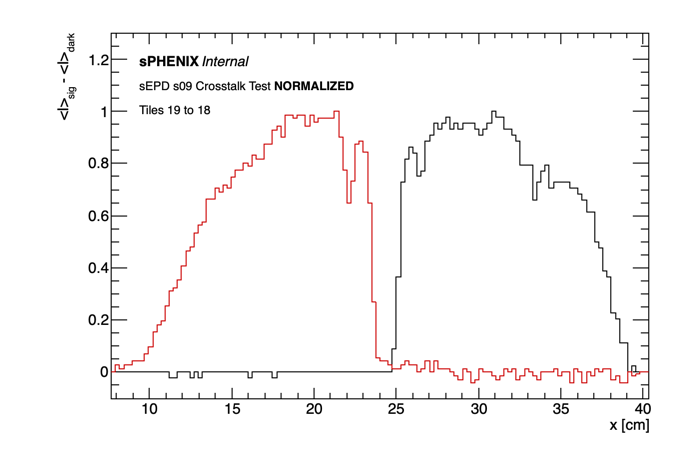 <I>sig - <I>dark
1.2
1
0.8
0.6
0.4
0.2
0
sPHENIX Internal
sEPD s09 Crosstalk Test NORMALIZED
Tiles 19 to 18
10 15 20 25 30 35 40
x [cm]